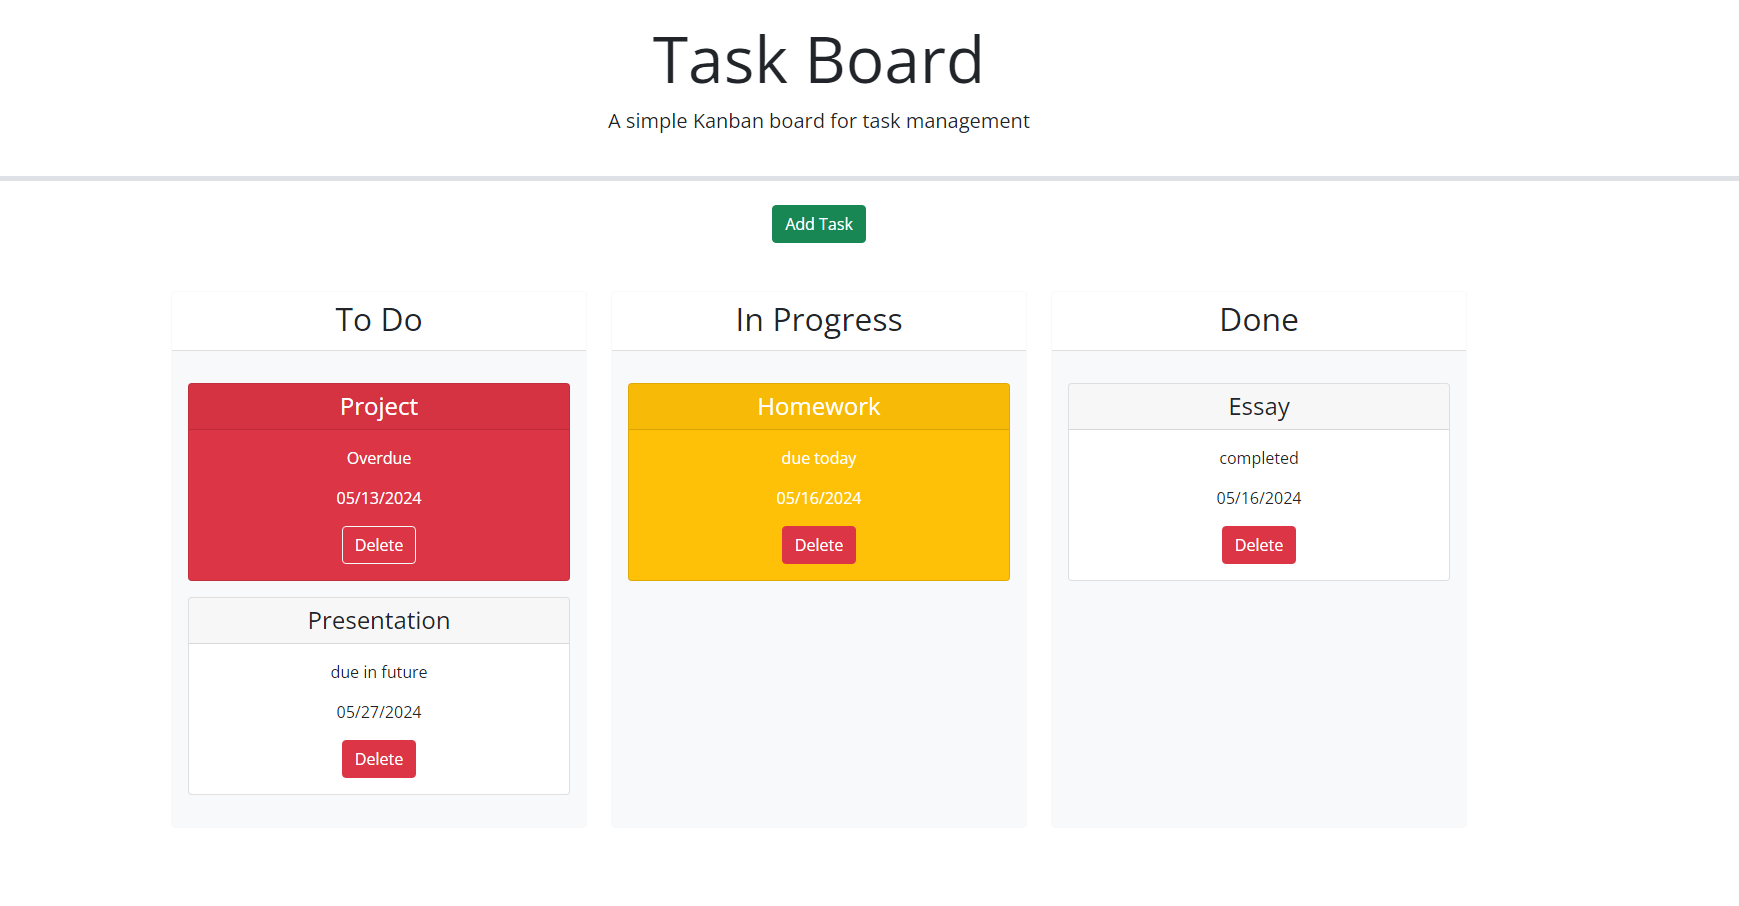 Task Board
A simple Kanban board for task management
Add Task
To Do
Project
Overdue
05/13/2024
Delete
Presentation
due in future
05/27/2024
Delete
In Progress
Homework
due today
05/16/2024
Delete
Done
Essay
completed
05/16/2024
Delete